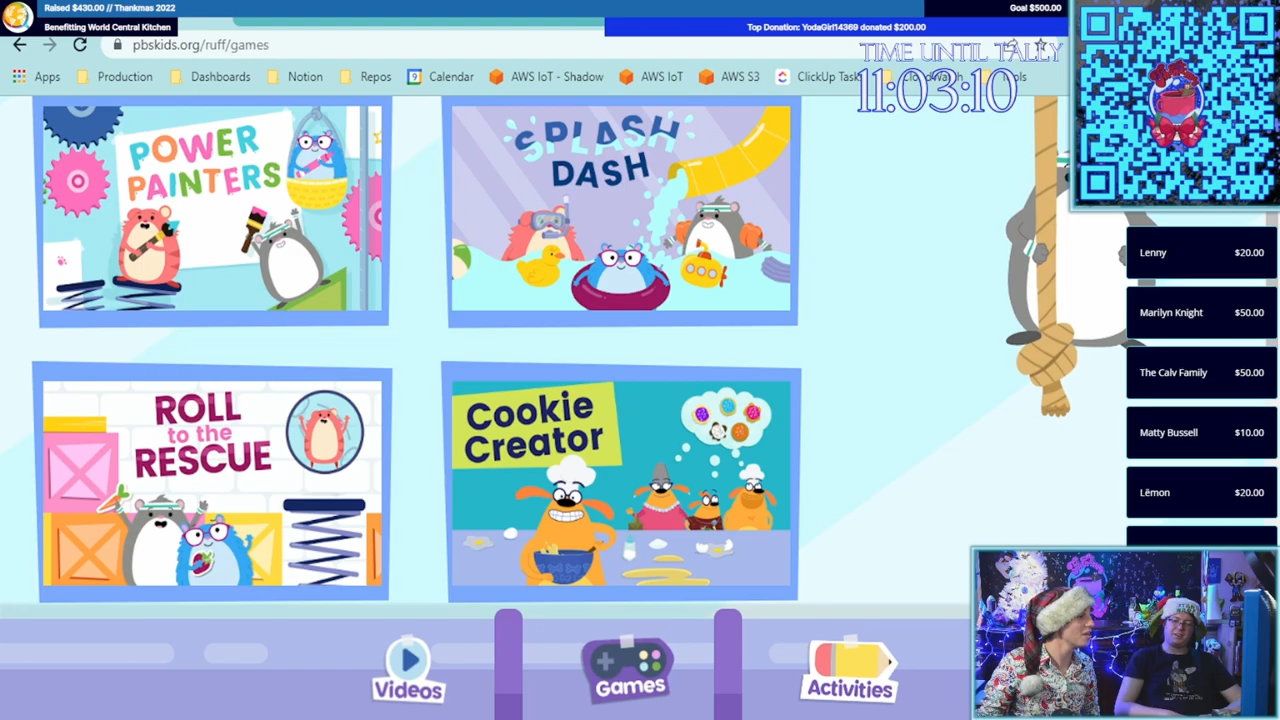 Raised $430.00 // Thankmas 2022
Goal $500.00
Benefitting World Central Kitchen
Top Donation: YodaGirl14369 donated $200.00
pbskids.org/ruff/games
TIME UNTIL TALLY
11:03:10
Apps Production Dashboards Notion Repos Calendar AWS IoT - Shadow AWS IoT AWS S3 ClickUp
POWER
PAINTERS
SPLASH
DASH
ROLL
to the
RESCUE
Cookie
Creator
Lenny $20.00
Marilyn Knight $50.00
The Calv Family $50.00
Matty Bussell $10.00
Lēmon $20.00
Videos
Games
Activities